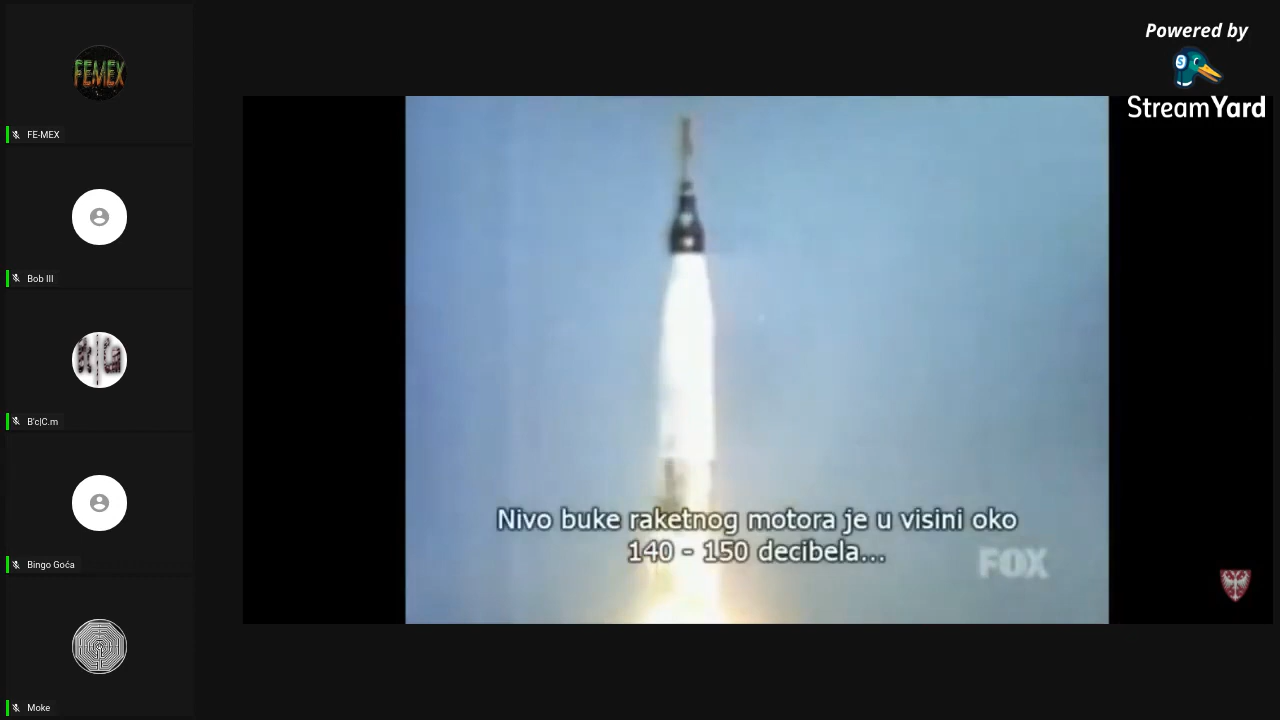 FEMEX
FE-MEX
Bob III
B'c|C.m
Bingo Goća
Moke
Powered by
S
StreamYard
Nivo buke raketnog motora je u visini oko
140 - 150 decibela...
FOX